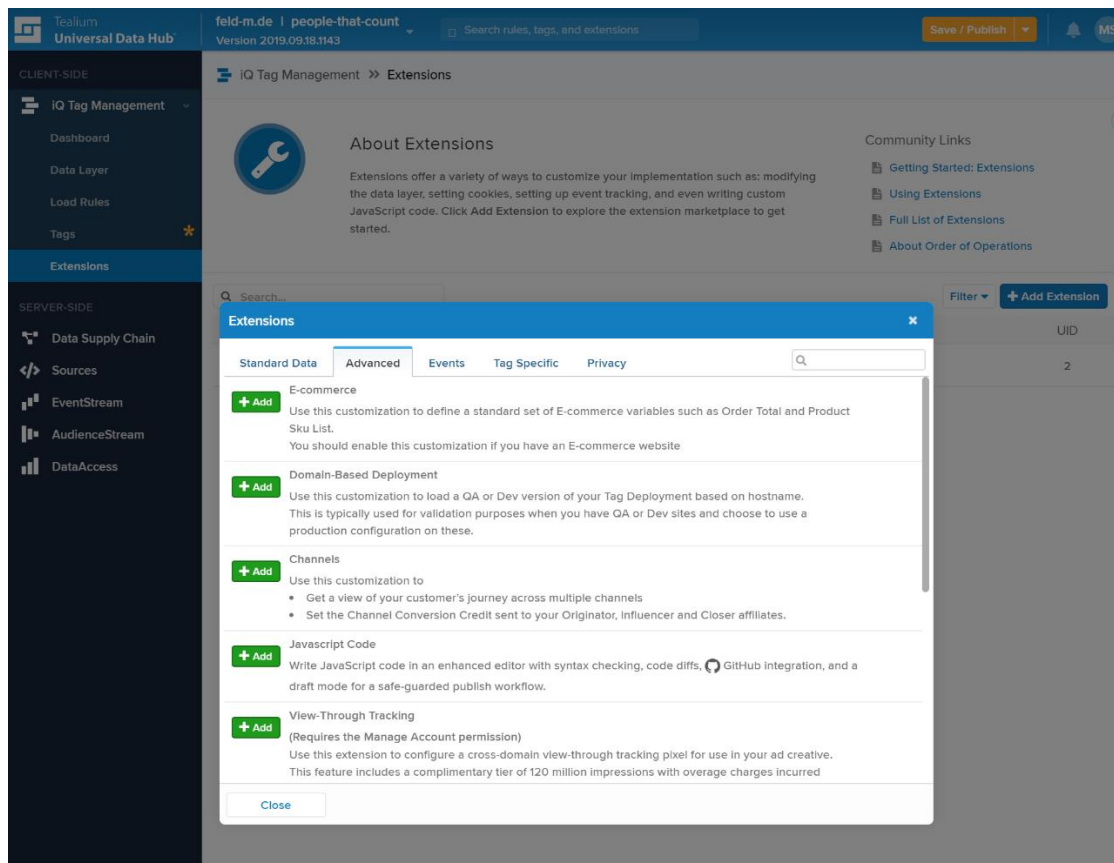 Tealium
Universal Data Hub
feld-m.de | people-that-count
Version 2019.09.18.1143
Search rules, tags, and extensions
Save / Publish
MS
CLIENT-SIDE
iQ Tag Management
Dashboard
Data Layer
Load Rules
Tags
Extensions
SERVER-SIDE
Data Supply Chain
Sources
EventStream
AudienceStream
DataAccess
iQ Tag Management >> Extensions
About Extensions
Extensions offer a variety of ways to customize your implementation such as: modifying
the data layer, setting cookies, setting up event tracking, and even writing custom
JavaScript code. Click Add Extension to explore the extension marketplace to get
started.
Community Links
Getting Started: Extensions
Using Extensions
Full List of Extensions
About Order of Operations
Search...
Filter
+ Add Extension
UID
2
Extensions
×
Standard Data
Advanced
Events
Tag Specific
Privacy
+ Add
E-commerce
Use this customization to define a standard set of E-commerce variables such as Order Total and Product
Sku List.
You should enable this customization if you have an E-commerce website
+ Add
Domain-Based Deployment
Use this customization to load a QA or Dev version of your Tag Deployment based on hostname.
This is typically used for validation purposes when you have QA or Dev sites and choose to use a
production configuration on these.
+ Add
Channels
Use this customization to
• Get a view of your customer's journey across multiple channels
• Set the Channel Conversion Credit sent to your Originator, Influencer and Closer affiliates.
+ Add
Javascript Code
Write JavaScript code in an enhanced editor with syntax checking, code diffs, GitHub integration, and a
draft mode for a safe-guarded publish workflow.
+ Add
View-Through Tracking
(Requires the Manage Account permission)
Use this extension to configure a cross-domain view-through tracking pixel for use in your ad creative.
This feature includes a complimentary tier of 120 million impressions with overage charges incurred
Close